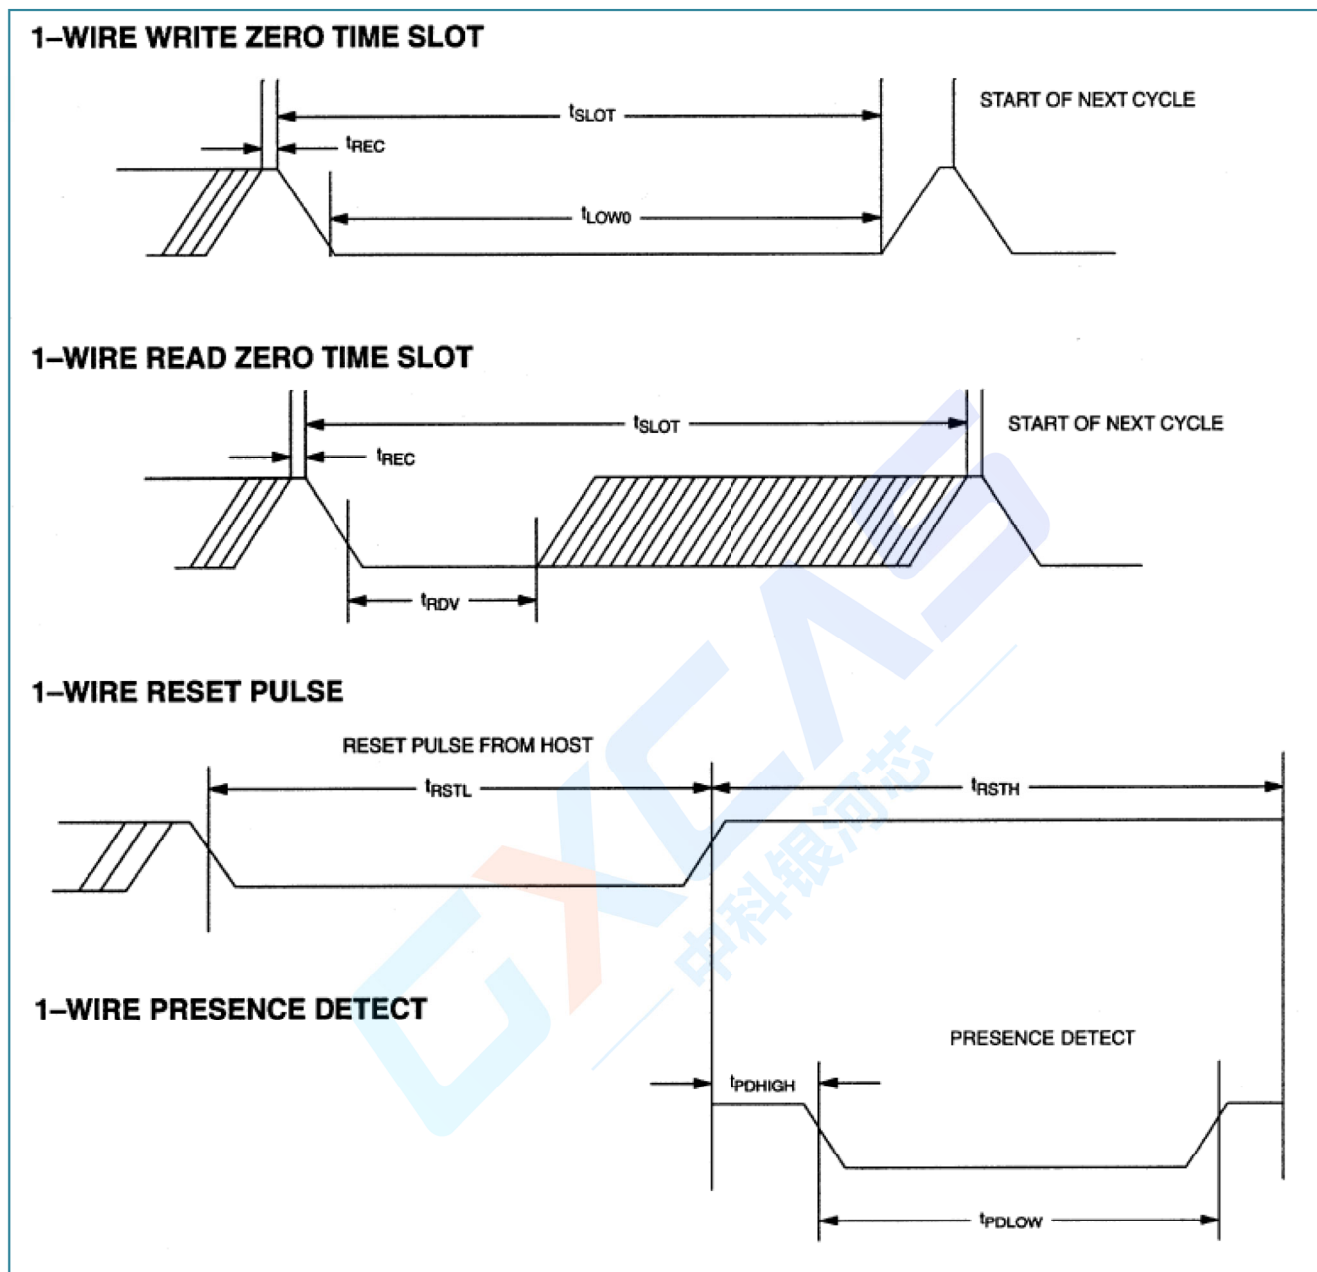 1–WIRE WRITE ZERO TIME SLOT
START OF NEXT CYCLE
tSLOT
tREC
tLOW0
1–WIRE READ ZERO TIME SLOT
tSLOT
START OF NEXT CYCLE
tREC
tRDV
1–WIRE RESET PULSE
RESET PULSE FROM HOST
tRSTL
tRSTH
GXCAS
中科银河芯
1–WIRE PRESENCE DETECT
PRESENCE DETECT
tPDHIGH
tPDLOW